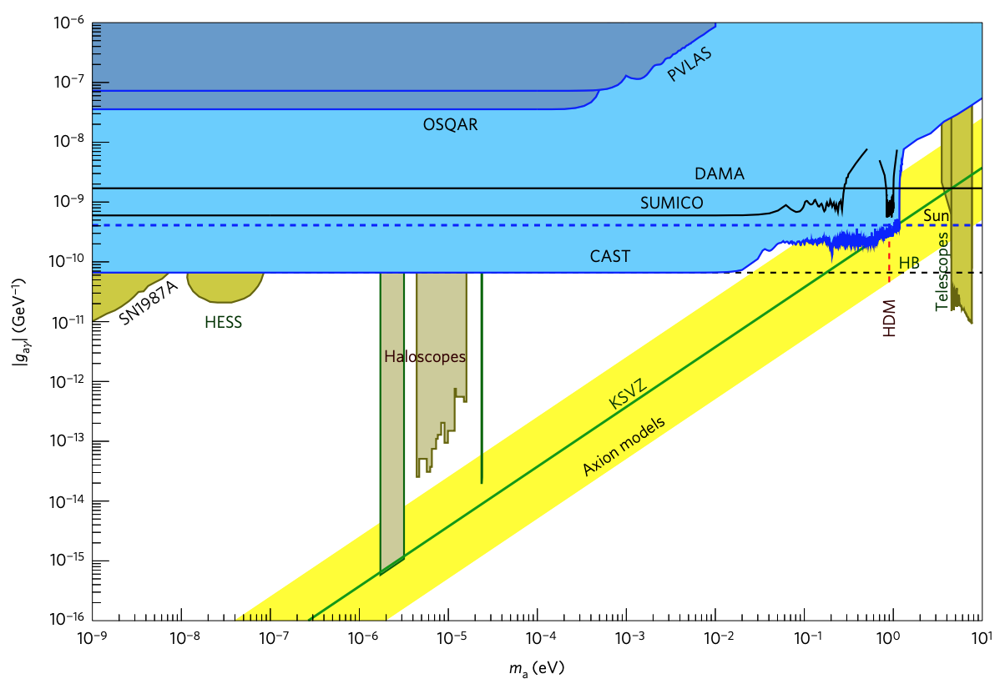 10⁻⁶
10⁻⁷
10⁻⁸
10⁻⁹
10⁻¹⁰
10⁻¹¹
10⁻¹²
10⁻¹³
10⁻¹⁴
10⁻¹⁵
10⁻¹⁶
|gaγ| (GeV⁻¹)
PVLAS
OSQAR
DAMA
SUMICO
Sun
CAST
HB
SN1987A
HESS
HDM
Telescopes
Haloscopes
KSVZ
Axion models
10⁻⁹ 10⁻⁸ 10⁻⁷ 10⁻⁶ 10⁻⁵ 10⁻⁴ 10⁻³ 10⁻² 10⁻¹ 10⁰ 10¹
mₐ (eV)